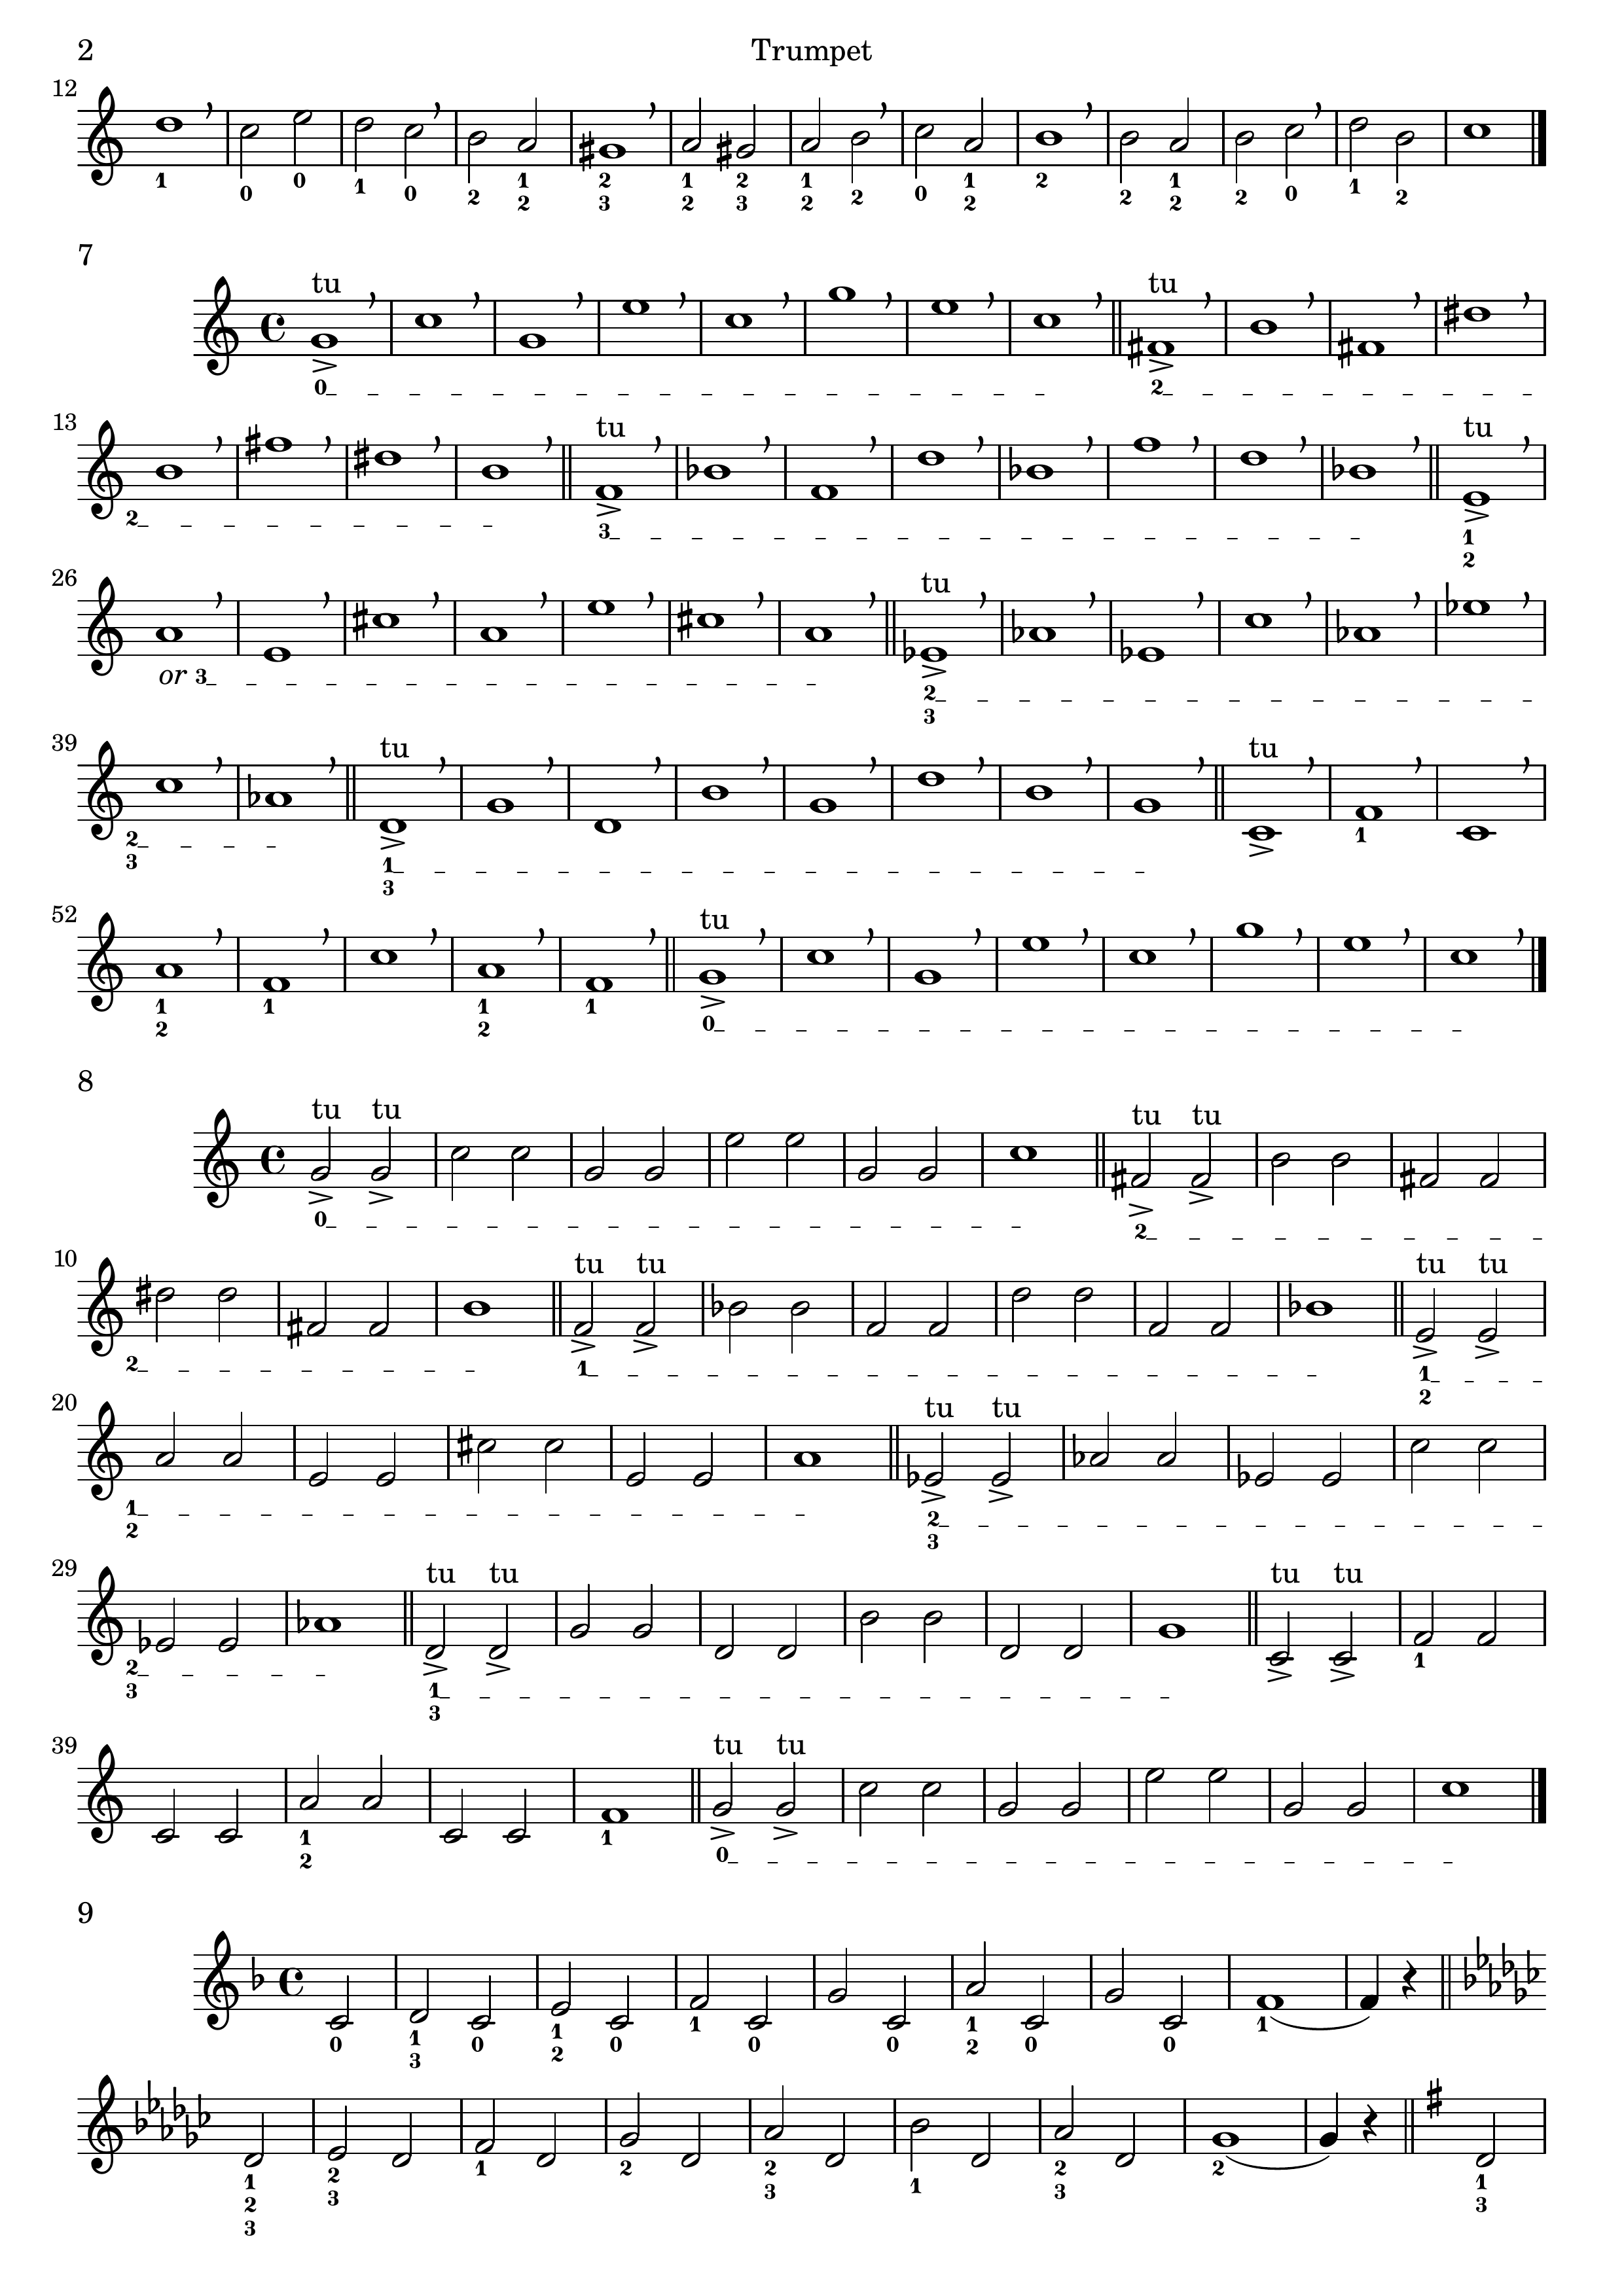 2 Trumpet
12
1 0 0 1 0 2 1 2 1 2 1 2 0 1 2 2 1 2 0 1 2
2 3 2 3 2 2 2
7
tu tu
0 2
13 tu tu
2 3 1
2
26 tu
or 3 2
3
39 tu tu
2 1 1
3 3
52 tu
1 1 1 1 0
2 2
8
tu tu tu tu
0 2
10 tu tu tu tu
2 1 1
2
20 tu tu
1 2
2 3
29 tu tu tu tu
2 1 1
3 3
39 tu tu
1 1 0
2
9
0 1 0 1 0 1 0 0 1 0 0 1
3 2 2
1 2 1 2 2 1 2 2 1
2 3 3 3 3
3